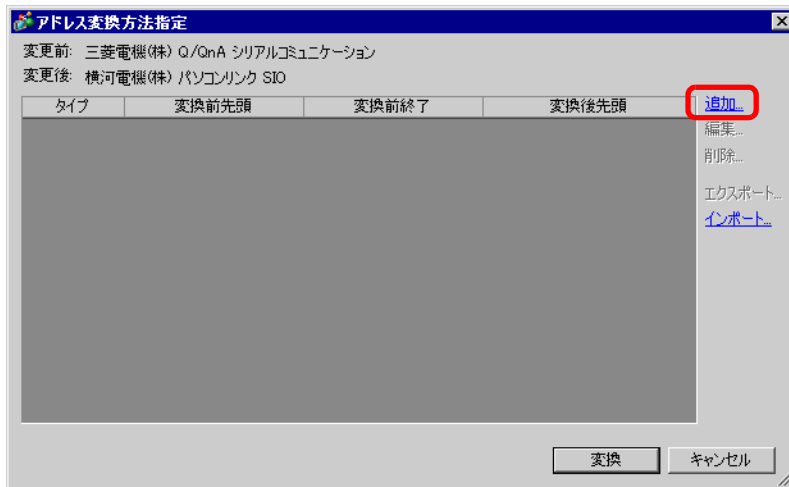 アドレス変換方法指定
変更前: 三菱電機(株) Q/QnA シリアルコミュニケーション
変更後: 横河電機(株) パソコンリンク SIO
タイプ 変換前先頭 変換前終了 変換後先頭 追加...
編集...
削除...
エクスポート...
インポート...
変換 キャンセル